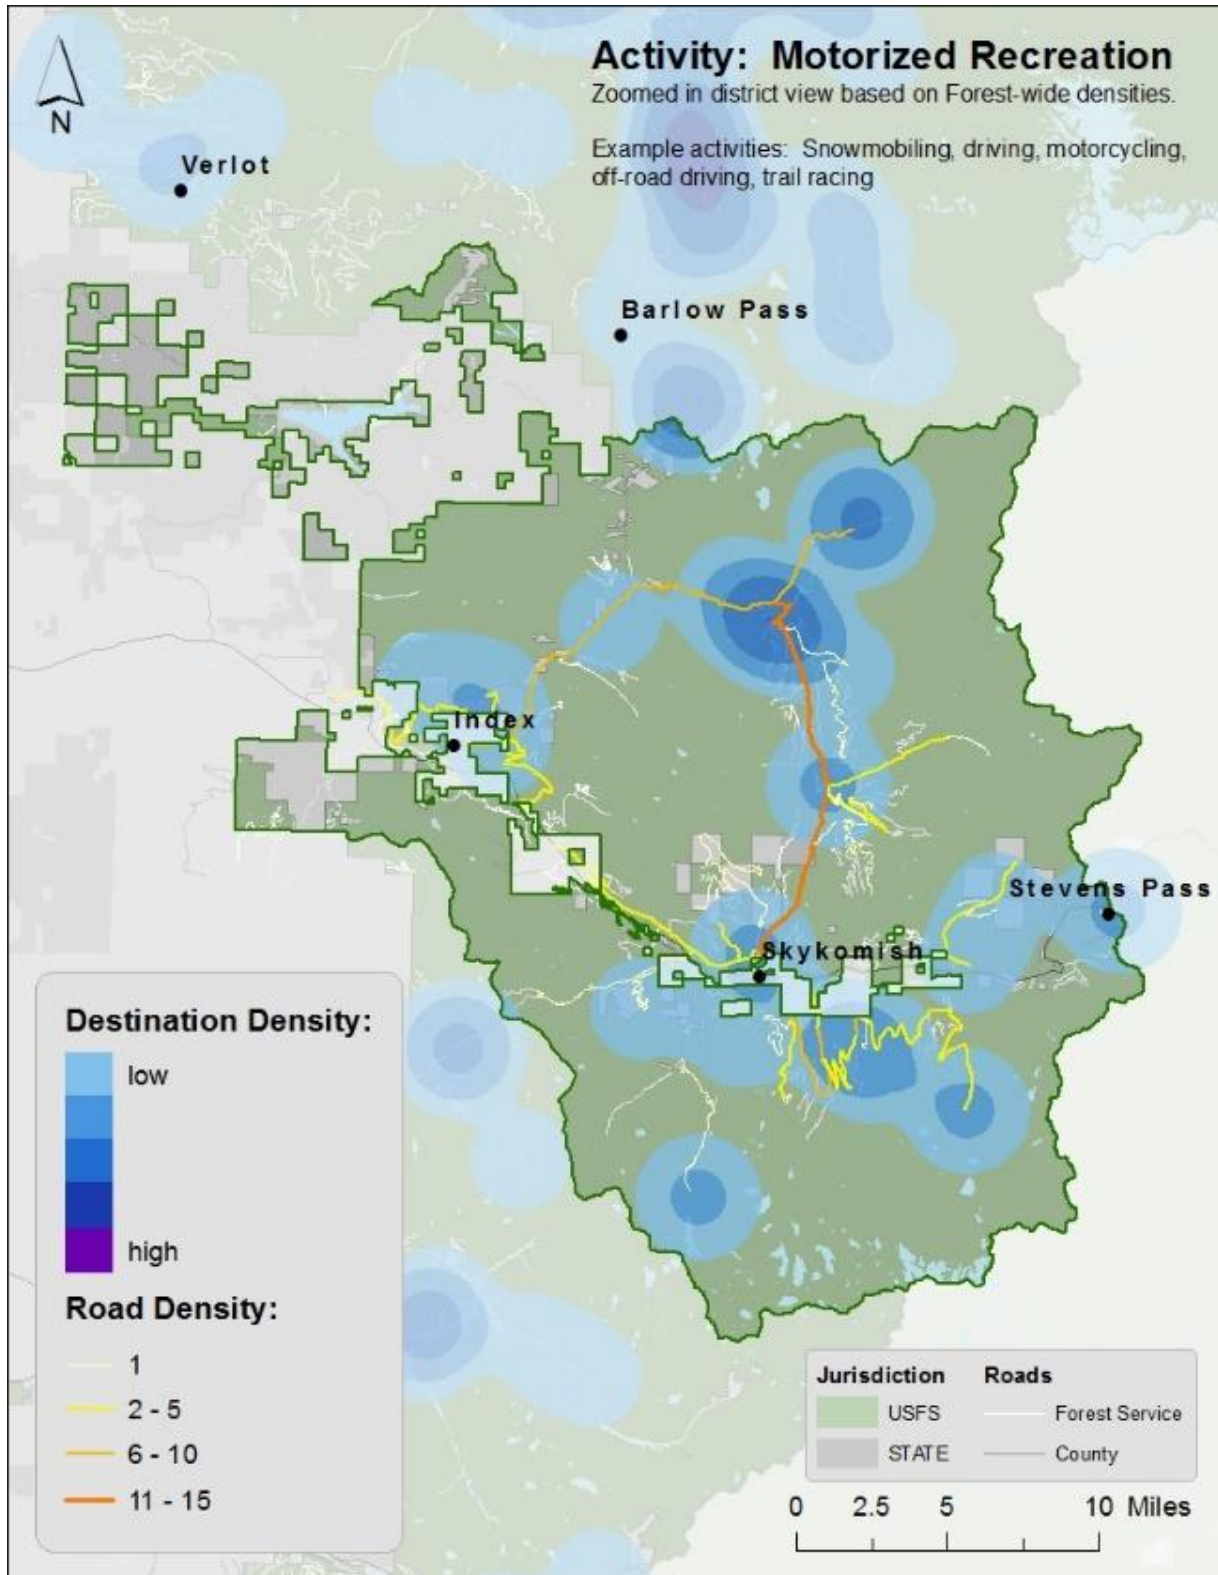 Activity: Motorized Recreation
Zoomed in district view based on Forest-wide densities.
Example activities: Snowmobiling, driving, motorcycling,
off-road driving, trail racing
N
Verlot
Barlow Pass
Index
Stevens Pass
Skykomish
Destination Density:
low
high
Road Density:
1
2 - 5
6 - 10
11 - 15
Jurisdiction Roads
USFS Forest Service
STATE County
0 2.5 5 10 Miles